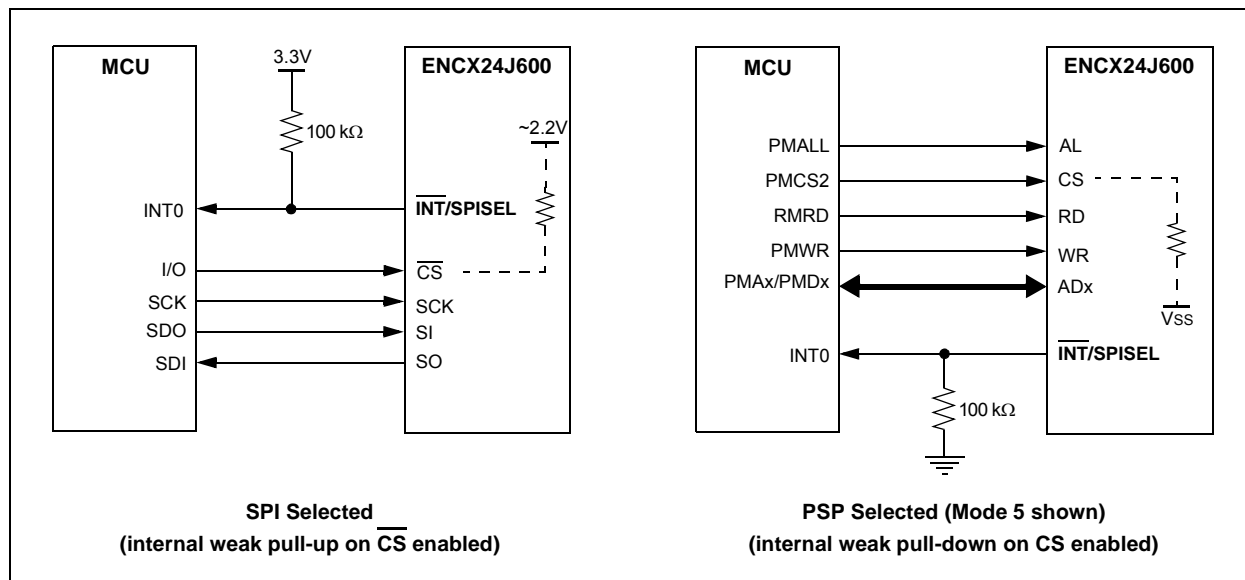 MCU
3.3V
100 kΩ
ENCX24J600
~2.2V
INT0
INT/SPISEL
I/O
CS
SCK
SCK
SDO
SI
SDI
SO
SPI Selected
(internal weak pull-up on CS enabled)
MCU
ENCX24J600
PMALL
AL
PMCS2
CS
RMRD
RD
PMWR
WR
PMAx/PMDx
ADx
VSS
INT0
INT/SPISEL
100 kΩ
PSP Selected (Mode 5 shown)
(internal weak pull-down on CS enabled)